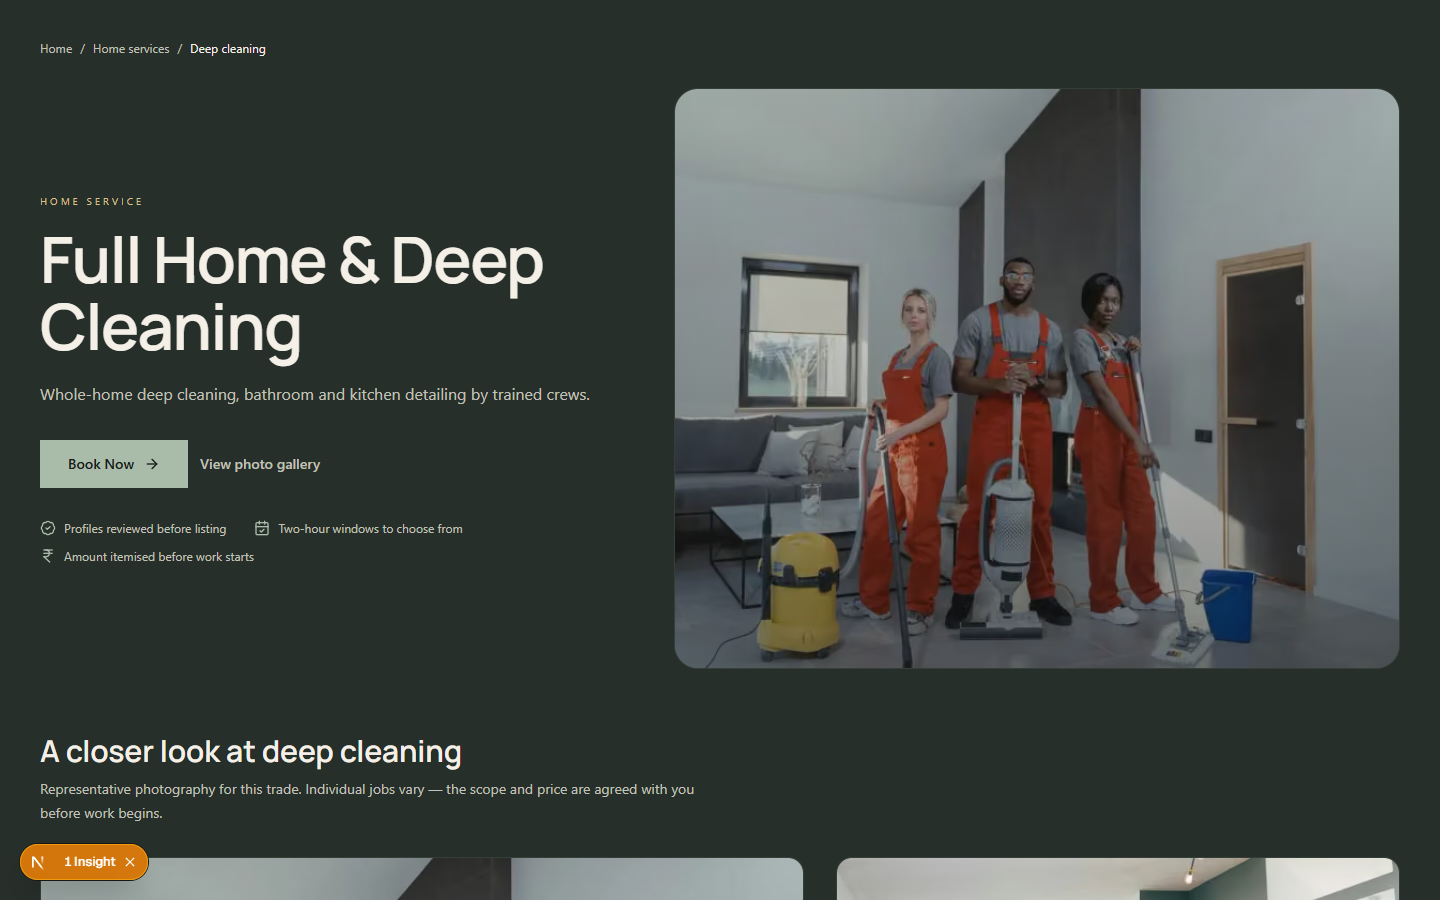 Home / Home services / Deep cleaning
HOME SERVICE
Full Home & Deep
Cleaning
Whole-home deep cleaning, bathroom and kitchen detailing by trained crews.
Book Now →
View photo gallery
Profiles reviewed before listing
Two-hour windows to choose from
Amount itemised before work starts
A closer look at deep cleaning
Representative photography for this trade. Individual jobs vary — the scope and price are agreed with you
before work begins.
N 1 Insight ×